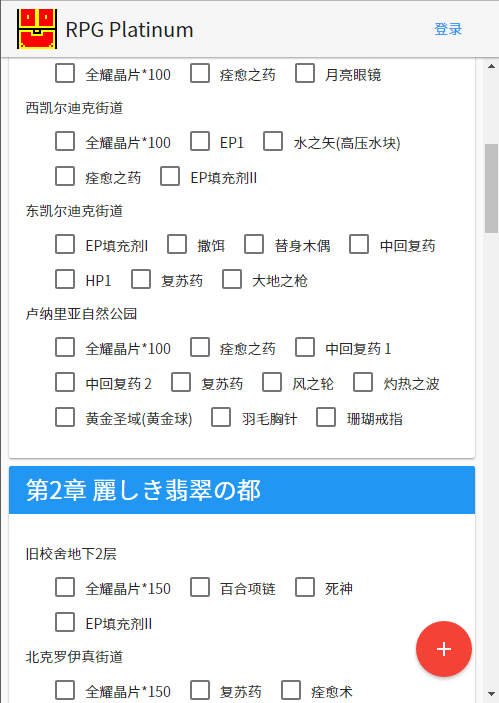 RPG Platinum 登录
全耀晶片*100 痊愈之药 月亮眼镜
西凯尔迪克街道
全耀晶片*100 EP1 水之矢(高压水块)
痊愈之药 EP填充剂II
东凯尔迪克街道
EP填充剂I 撒饵 替身木偶 中回复药
HP1 复苏药 大地之枪
卢纳里亚自然公园
全耀晶片*100 痊愈之药 中回复药 1
中回复药 2 复苏药 风之轮 灼热之波
黄金圣域(黄金球) 羽毛胸针 珊瑚戒指
第2章 麗しき翡翠の都
旧校舍地下2层
全耀晶片*150 百合项链 死神
EP填充剂II
北克罗伊真街道
全耀晶片*150 复苏药 痊愈术